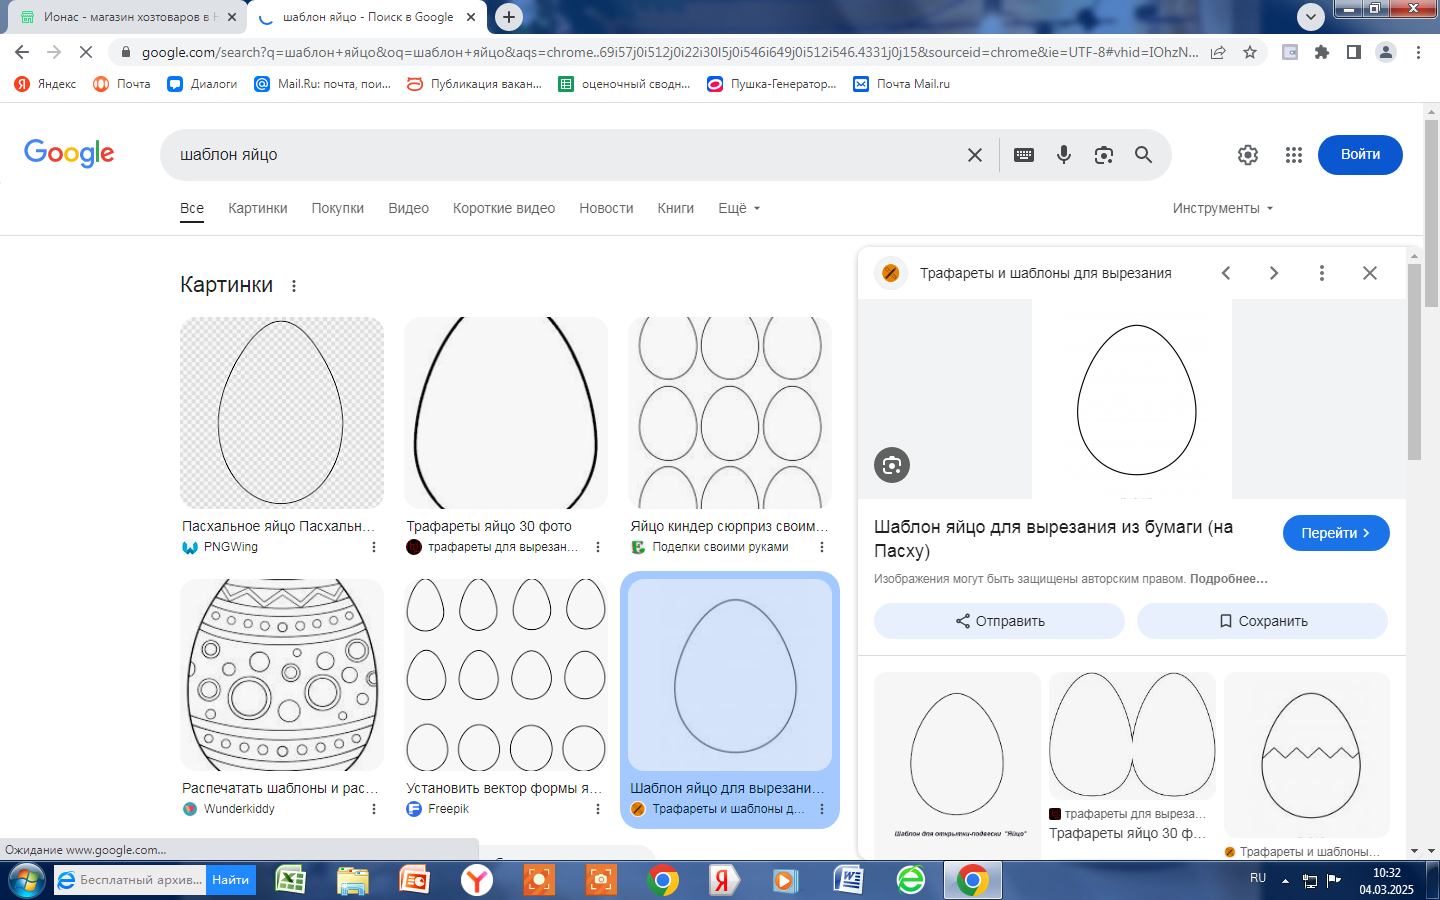 Ионас - магазин хозтоваров в Н
шаблон яйцо - Поиск в Google
google.com/search?q=шаблон+яйцо&oq=шаблон+яйцо&aqs=chrome..69i57j0i512j0i22i30l5j0i546i649j0i512i546.4331j0j15&sourceid=chrome&ie=UTF-8#vhid=IOhzN...
Яндекс
Почта
Диалоги
Mail.Ru: почта, пои...
Публикация вакан...
оценочный сводн...
Пушка-Генератор...
Почта Mail.ru
Google
шаблон яйцо
Войти
Все
Картинки
Покупки
Видео
Короткие видео
Новости
Книги
Ещё
Инструменты
Картинки
Пасхальное яйцо Пасхальн...
PNGWing
Трафареты яйцо 30 фото
трафареты для вырезан...
Яйцо киндер сюрприз своим...
Поделки своими руками
Распечатать шаблоны и рас...
Wunderkiddy
Установить вектор формы я...
Freepik
Шаблон яйцо для вырезани...
Трафареты и шаблоны д...
Трафареты и шаблоны для вырезания
Шаблон яйцо для вырезания из бумаги (на
Пасху)
Перейти
Изображения могут быть защищены авторским правом. Подробнее...
Отправить
Сохранить
Шаблон для открытки-подвески "Яйцо"
трафареты для выреза...
Трафареты яйцо 30 ф...
Трафареты и шаблоны...
Ожидание www.google.com...
Бесплатный архив...
Найти
RU
10:32
04.03.2025